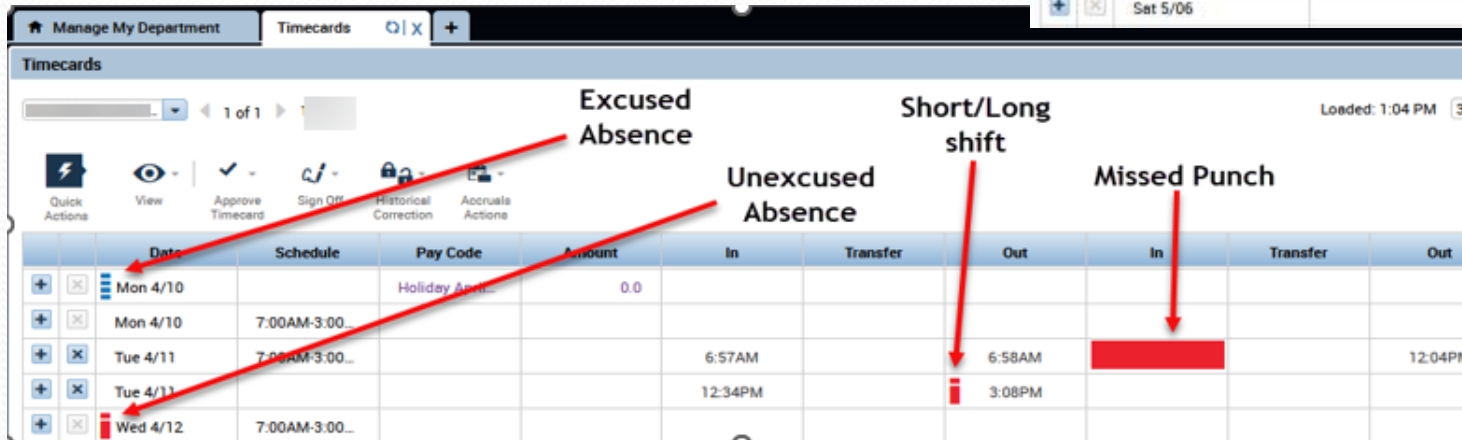 Sat 5/06
Manage My Department Timecards X +
Timecards
1 of 1
Loaded: 1:04 PM 3
Excused
Absence
Short/Long
shift
Unexcused
Absence
Missed Punch
Quick
Actions
View
Approve
Timecard
Sign Off
Historical
Correction
Accruals
Actions
Date Schedule Pay Code Amount In Transfer Out In Transfer Out
Mon 4/10 Holiday April... 0.0
Mon 4/10 7:00AM-3:00...
Tue 4/11 7:00AM-3:00... 6:57AM 6:58AM 12:04PM
Tue 4/11 12:34PM 3:08PM
Wed 4/12 7:00AM-3:00...